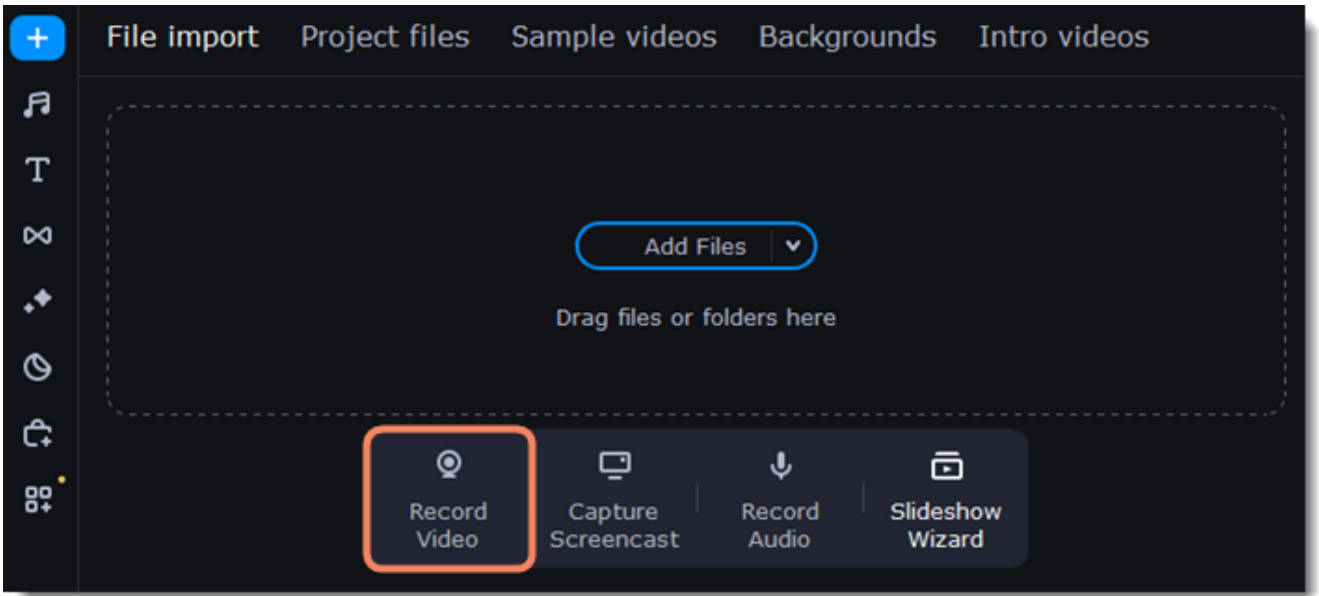 File import Project files Sample videos Backgrounds Intro videos
Add Files
Drag files or folders here
Record
Video
Capture
Screencast
Record
Audio
Slideshow
Wizard